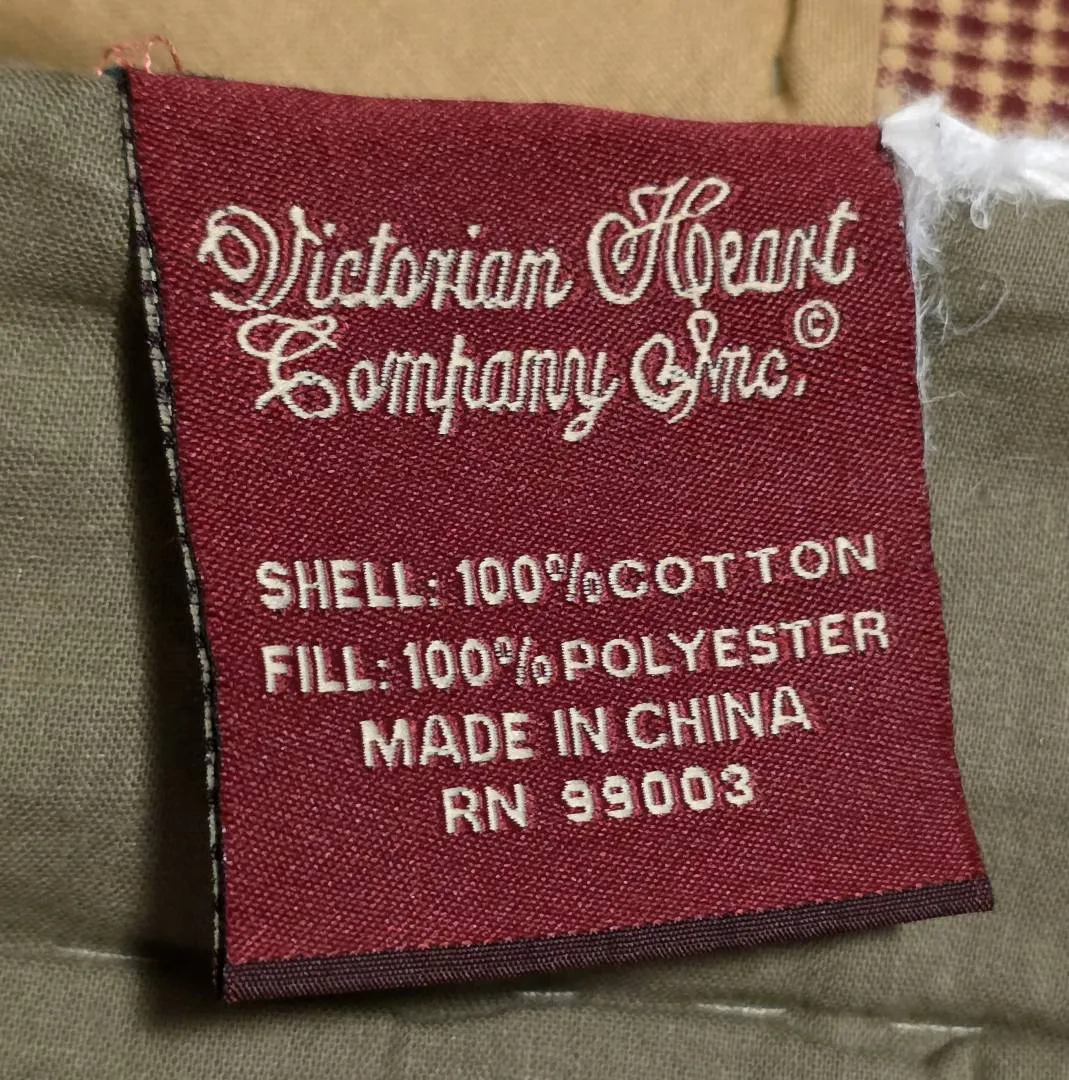 Victorian Heart
Company Inc.©
SHELL: 100% COTTON
FILL: 100% POLYESTER
MADE IN CHINA
RN 99003